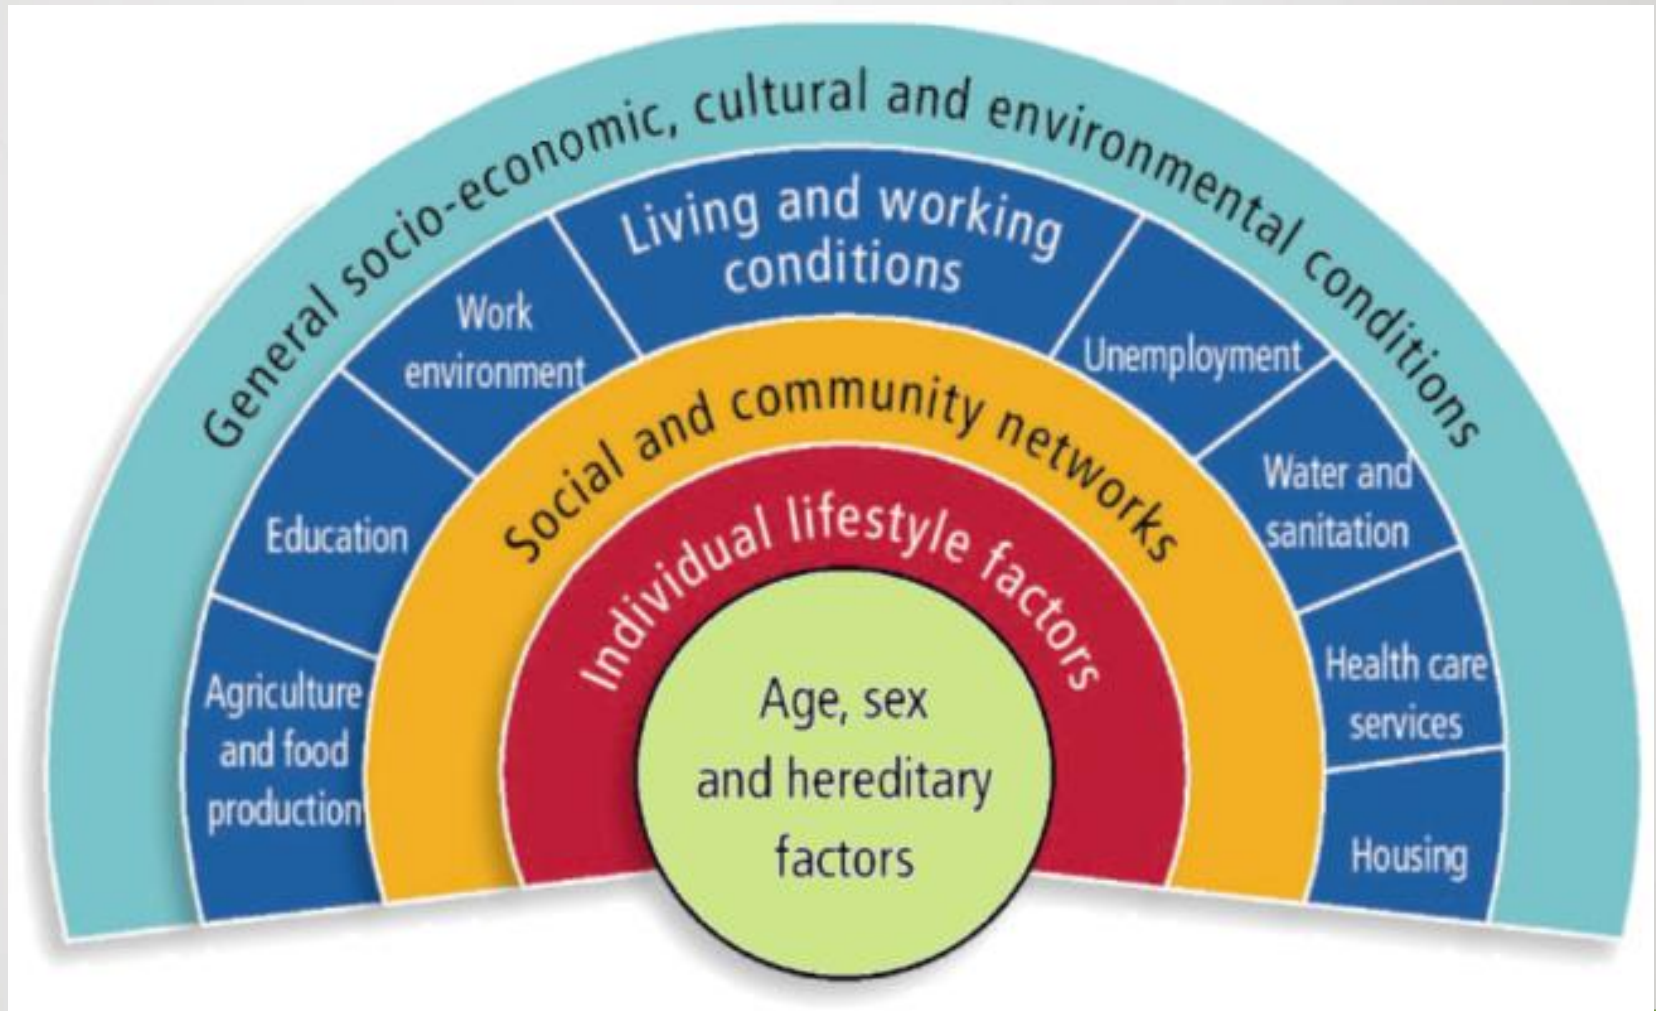 General socio-economic, cultural and environmental conditions
Living and working
conditions
Work
environment
Unemployment
Education
Water and
sanitation
Agriculture
and food
production
Health care
services
Housing
Social and community networks
Individual lifestyle factors
Age, sex
and hereditary
factors